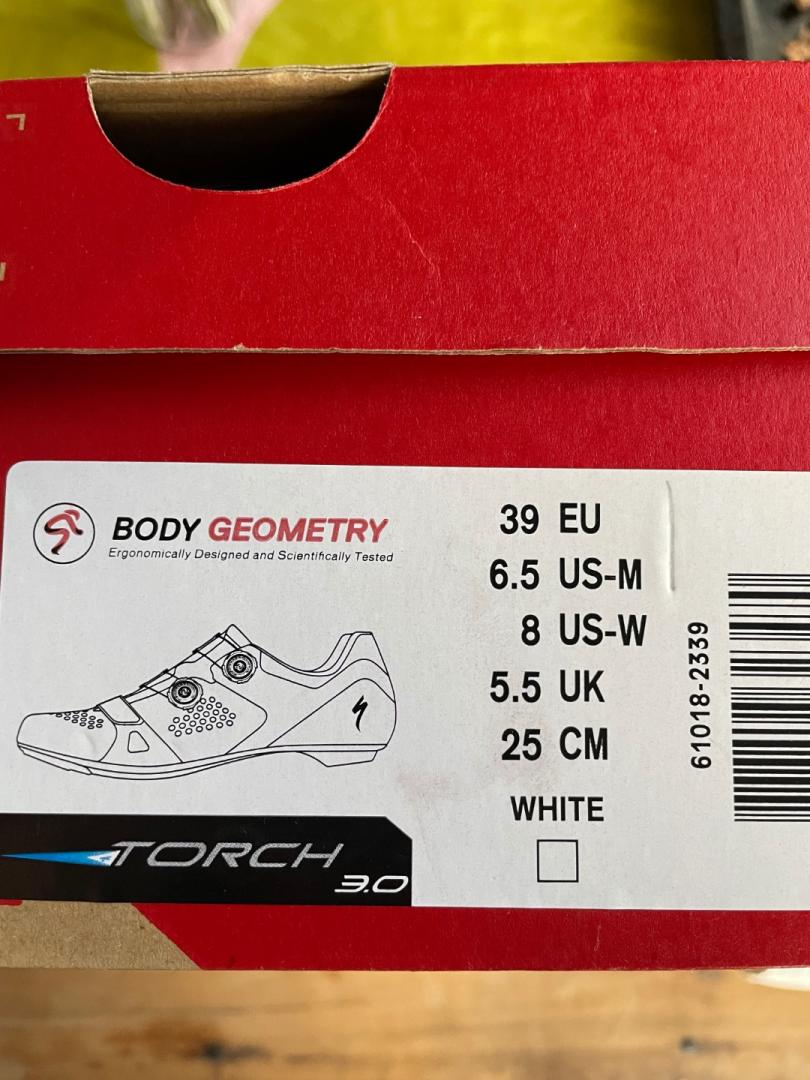 BODY GEOMETRY
Ergonomically Designed and Scientifically Tested
39 EU
6.5 US-M
8 US-W
5.5 UK
25 CM
WHITE
61018-2339
TORCH
3.0